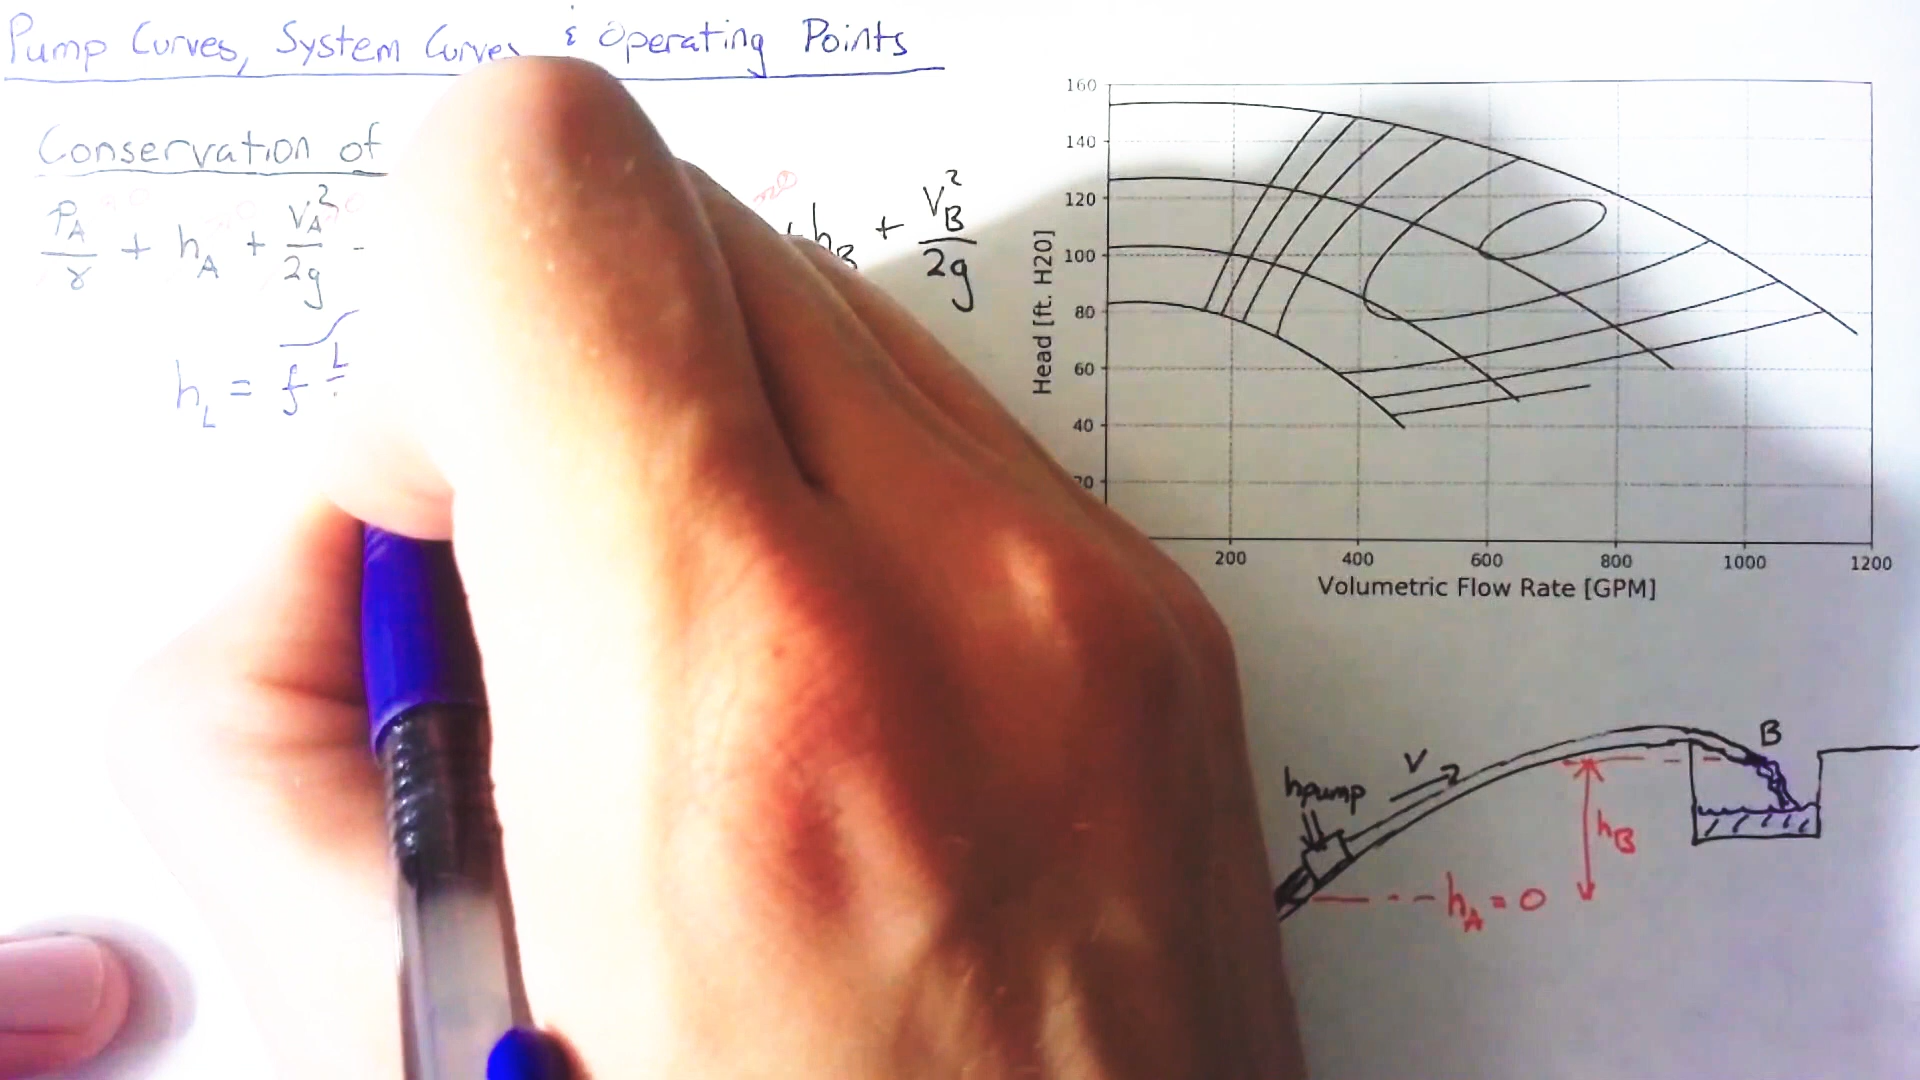 Pump Curves, System Curves & Operating Points
Conservation of
P_A/γ + h_A + V_A²/2g -
+ h_B + V_B²/2g
h_L = f L
160
140
120
100
80
60
40
20
Head [ft. H20]
200 400 600 800 1000 1200
Volumetric Flow Rate [GPM]
B
V
hpump
h_B
h_A = 0